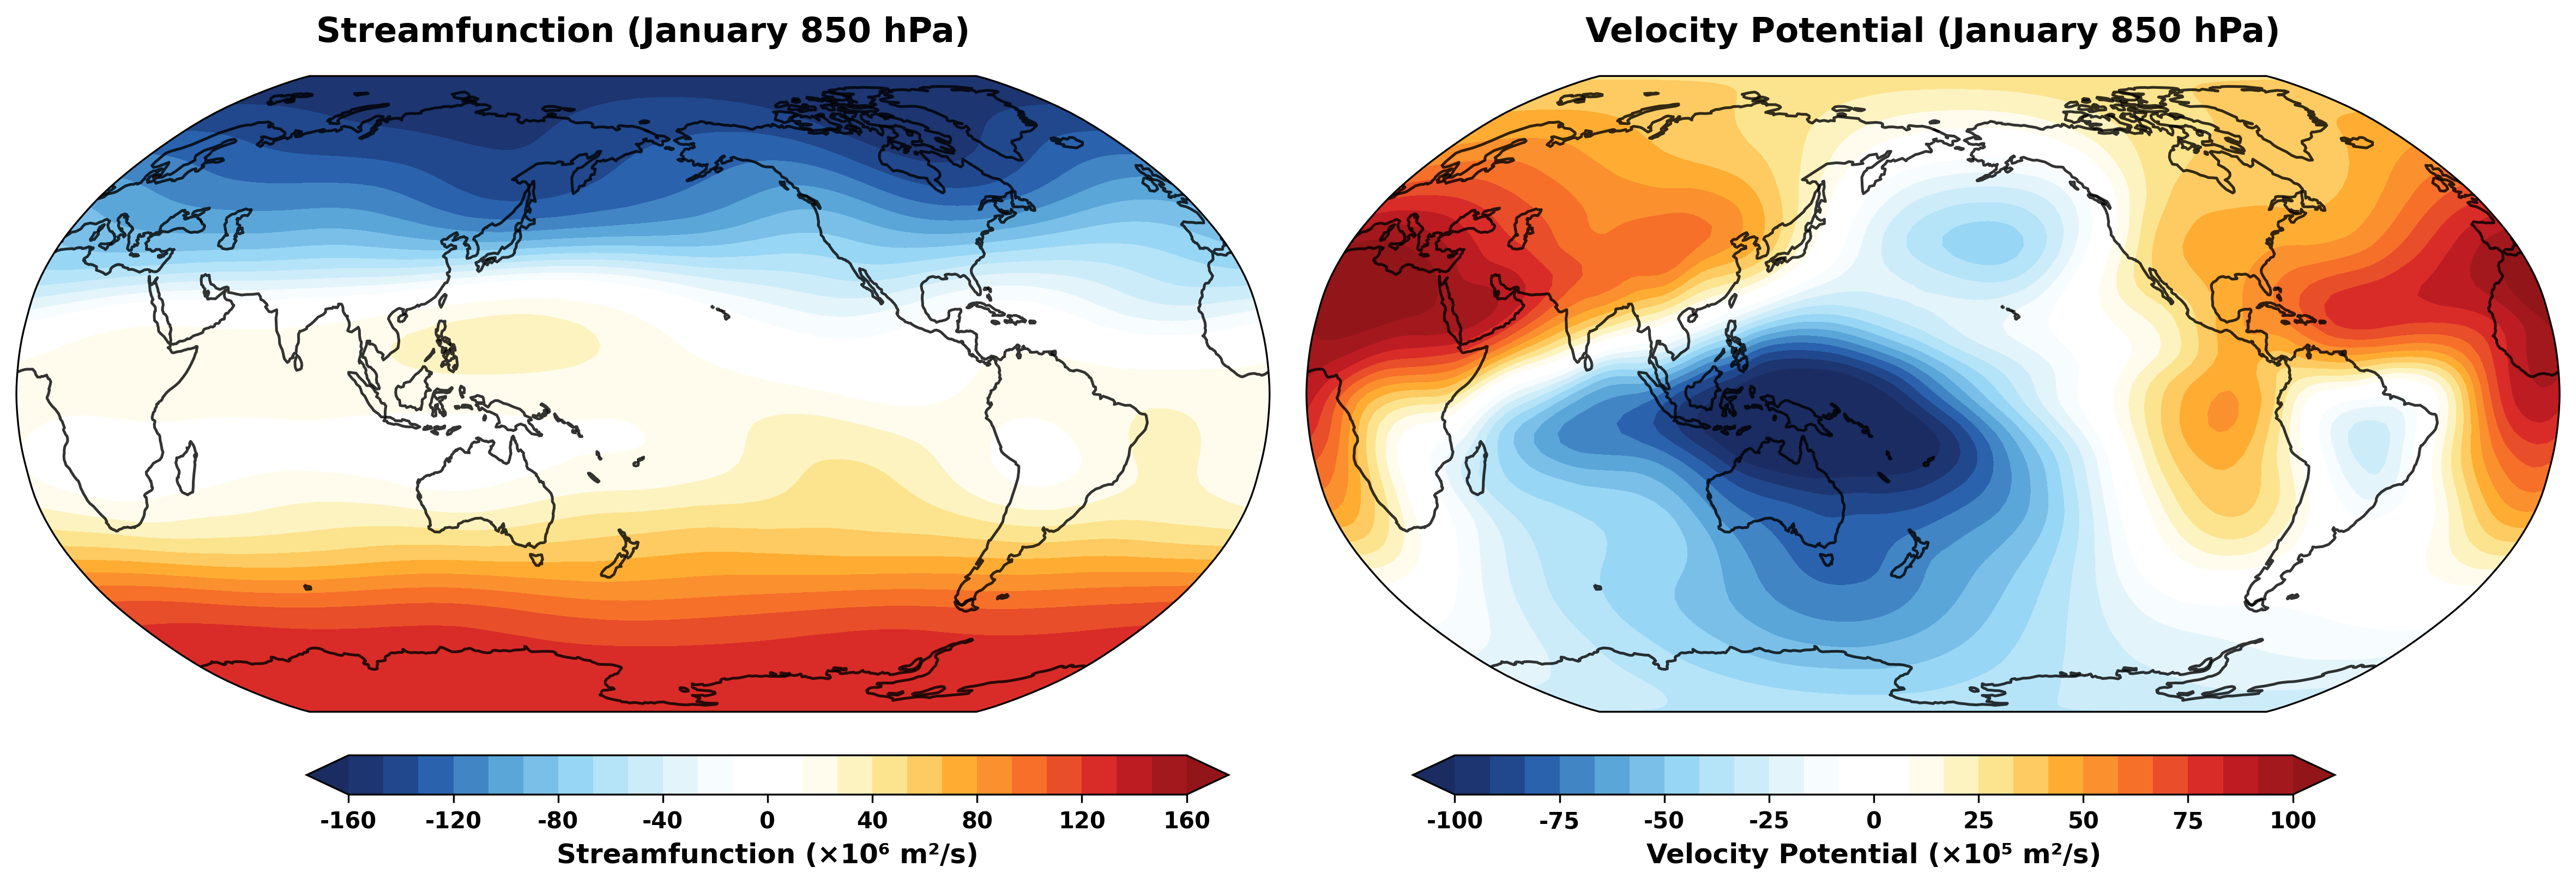 Streamfunction (January 850 hPa)
Velocity Potential (January 850 hPa)
-160 -120 -80 -40 0 40 80 120 160
Streamfunction (×10⁶ m²/s)
-100 -75 -50 -25 0 25 50 75 100
Velocity Potential (×10⁵ m²/s)